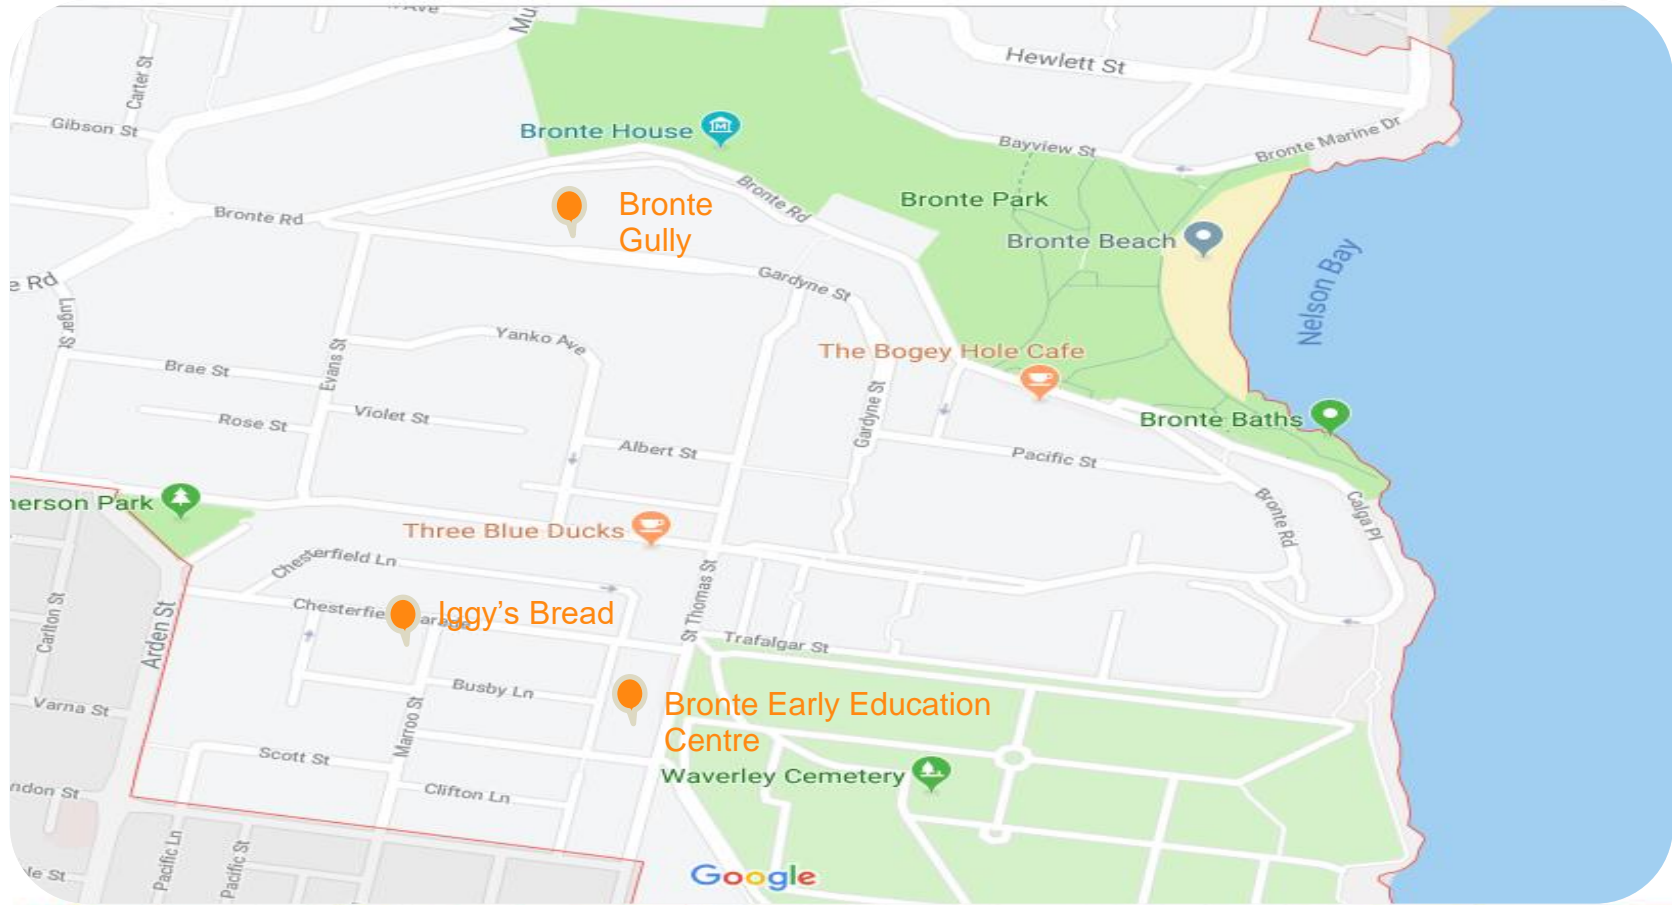 Hewlett St
Carter St
Gibson St
Bronte House
Bayview St
Bronte Marine Dr
Bronte Rd
Bronte Park
Bronte
Gully
Bronte Rd
Bronte Beach
Nelson Bay
Gardyne St
Rd
Lugar St
Yanko Ave
Evans St
Brae St
The Bogey Hole Cafe
Rose St
Violet St
Gardyne St
Bronte Baths
Albert St
Pacific St
Park
Three Blue Ducks
Bronte Rd
Calga Pl
Chesterfield Ln
St Thomas St
Carlton St
Arden St
Iggy's Bread
Trafalgar St
Busby Ln
Varna St
Marroo St
Bronte Early Education
Centre
Scott St
Waverley Cemetery
Clifton Ln
St
Pacific Ln
Pacific St
St
Google